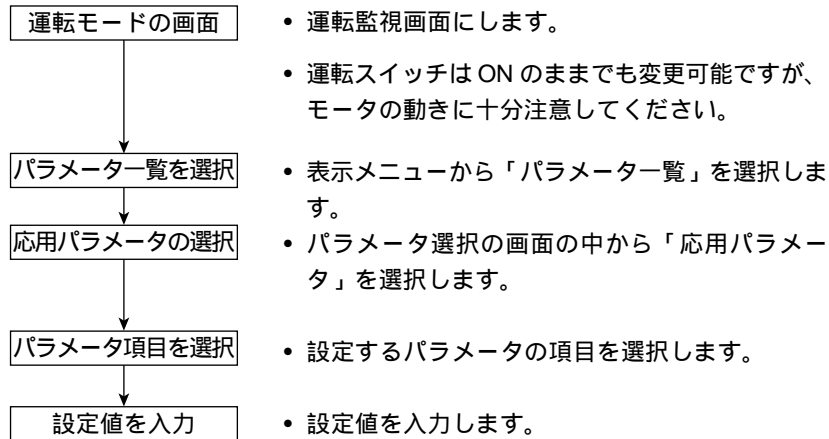 運転モードの画面
• 運転監視画面にします。
• 運転スイッチは ON のままでも変更可能ですが、
モータの動きに十分注意してください。
パラメータ一覧を選択
• 表示メニューから「パラメータ一覧」を選択しま
す。
応用パラメータの選択
• パラメータ選択の画面の中から「応用パラメー
タ」を選択します。
パラメータ項目を選択
• 設定するパラメータの項目を選択します。
設定値を入力
• 設定値を入力します。